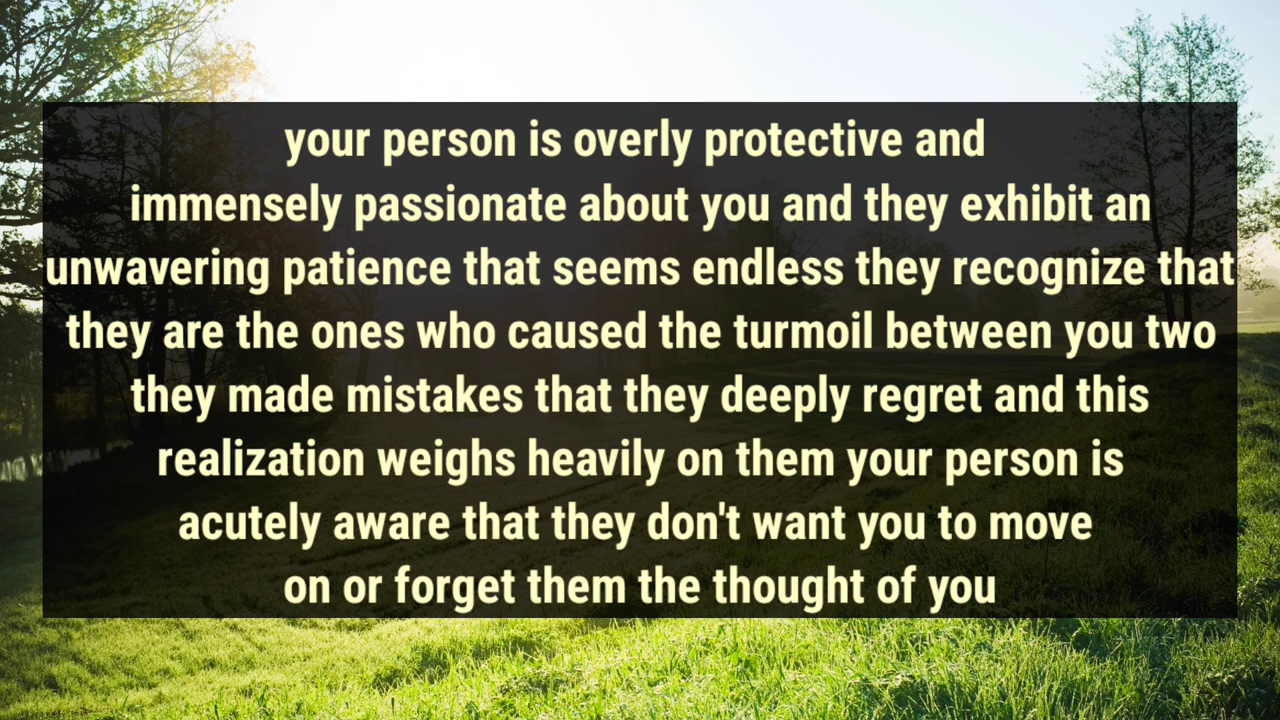 your person is overly protective and
immensely passionate about you and they exhibit an
unwavering patience that seems endless they recognize that
they are the ones who caused the turmoil between you two
they made mistakes that they deeply regret and this
realization weighs heavily on them your person is
acutely aware that they don't want you to move
on or forget them the thought of you